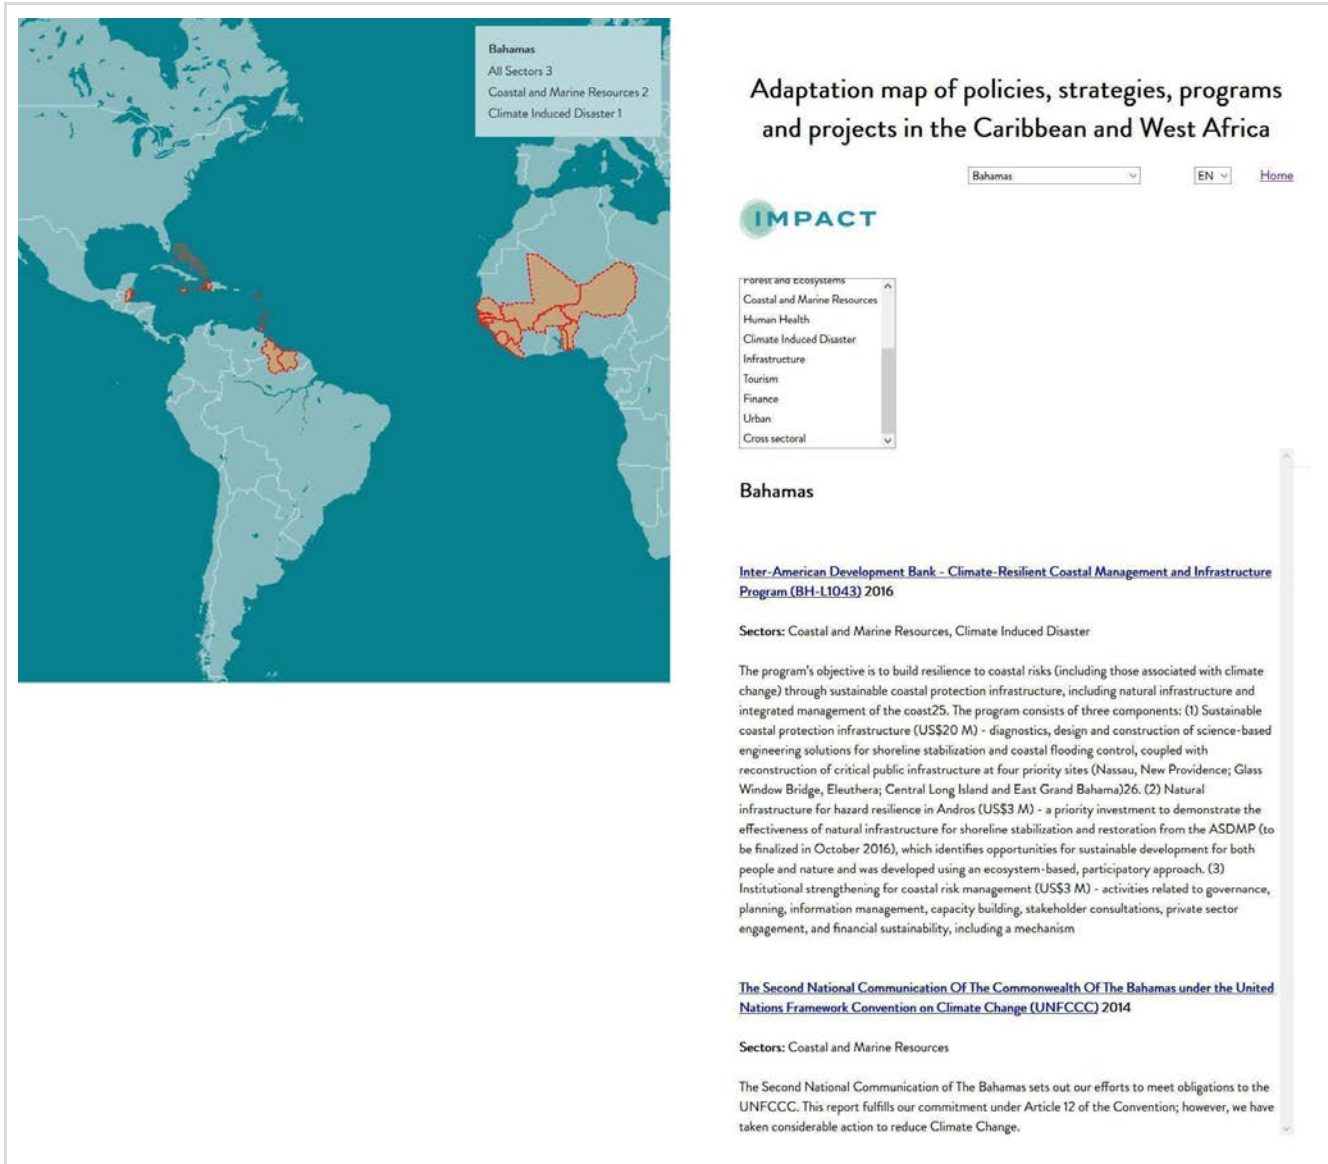 Bahamas
All Sectors 3
Coastal and Marine Resources 2
Climate Induced Disaster 1
Adaptation map of policies, strategies, programs
and projects in the Caribbean and West Africa
Bahamas
EN
Home
IMPACT
Forest and Ecosystems
Coastal and Marine Resources
Human Health
Climate Induced Disaster
Infrastructure
Tourism
Finance
Urban
Cross sectoral
Bahamas
Inter-American Development Bank - Climate-Resilient Coastal Management and Infrastructure
Program (BH-L1043) 2016
Sectors: Coastal and Marine Resources, Climate Induced Disaster
The program's objective is to build resilience to coastal risks (including those associated with climate
change) through sustainable coastal protection infrastructure, including natural infrastructure and
integrated management of the coast25. The program consists of three components: (1) Sustainable
coastal protection infrastructure (US$20 M) - diagnostics, design and construction of science-based
engineering solutions for shoreline stabilization and coastal flooding control, coupled with
reconstruction of critical public infrastructure at four priority sites (Nassau, New Providence; Glass
Window Bridge, Eleuthera; Central Long Island and East Grand Bahama)26. (2) Natural
infrastructure for hazard resilience in Andros (US$3 M) - a priority investment to demonstrate the
effectiveness of natural infrastructure for shoreline stabilization and restoration from the ASDMP (to
be finalized in October 2016), which identifies opportunities for sustainable development for both
people and nature and was developed using an ecosystem-based, participatory approach. (3)
Institutional strengthening for coastal risk management (US$3 M) - activities related to governance,
planning, information management, capacity building, stakeholder consultations, private sector
engagement, and financial sustainability, including a mechanism
The Second National Communication Of The Commonwealth Of The Bahamas under the United
Nations Framework Convention on Climate Change (UNFCCC) 2014
Sectors: Coastal and Marine Resources
The Second National Communication of The Bahamas sets out our efforts to meet obligations to the
UNFCCC. This report fulfills our commitment under Article 12 of the Convention; however, we have
taken considerable action to reduce Climate Change.